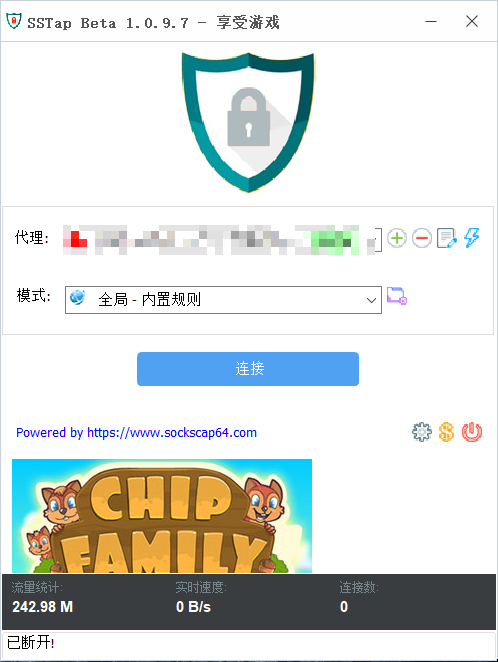 SSTap Beta 1.0.9.7 - 享受游戏
代理:
模式: 全局 - 内置规则
连接
Powered by https://www.sockscap64.com
CHIP
FAMILY
流量统计: 实时速度: 连接数:
242.98 M 0 B/s 0
已断开!